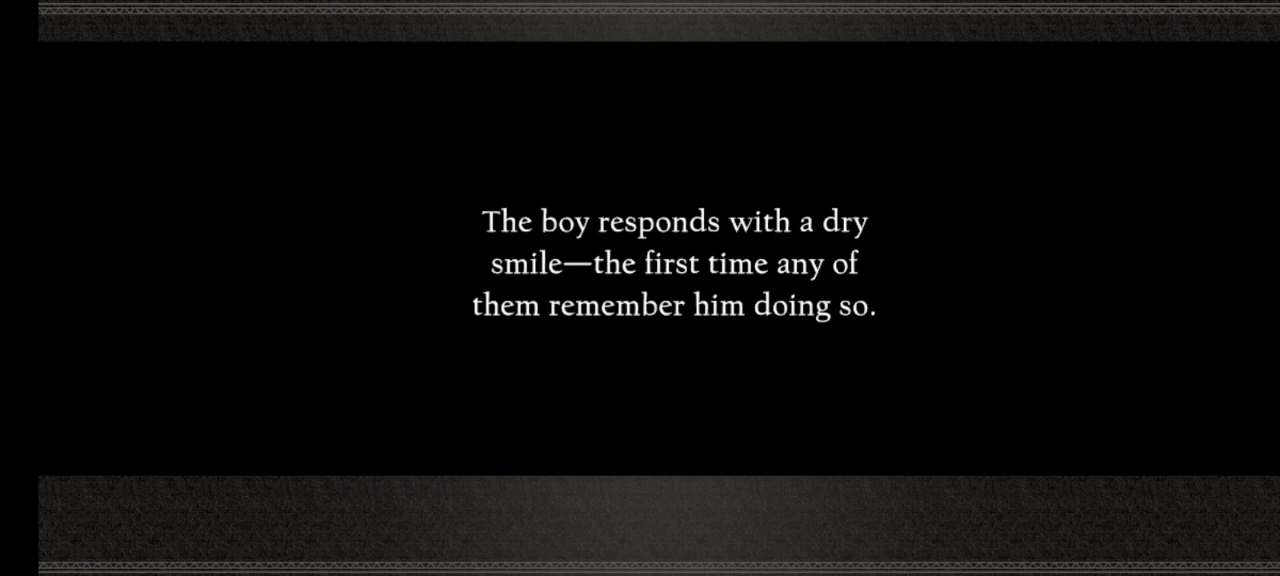 The boy responds with a dry
smile—the first time any of
them remember him doing so.